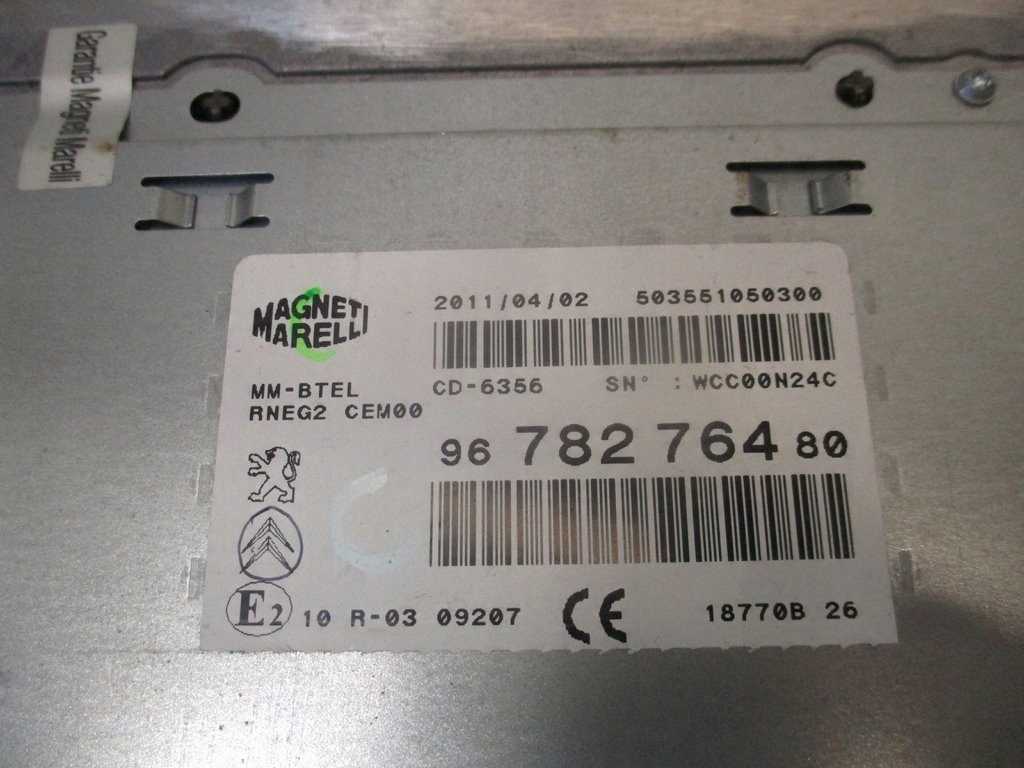 Garantie Magneti Marelli
MAGNETI MARELLI
2011/04/02 503551050300
MM-BTEL CD-6356 SN° : WCC00N24C
RNEG2 CEM00
96 782 764 80
E2 10 R-03 09207 CE 18770B 26